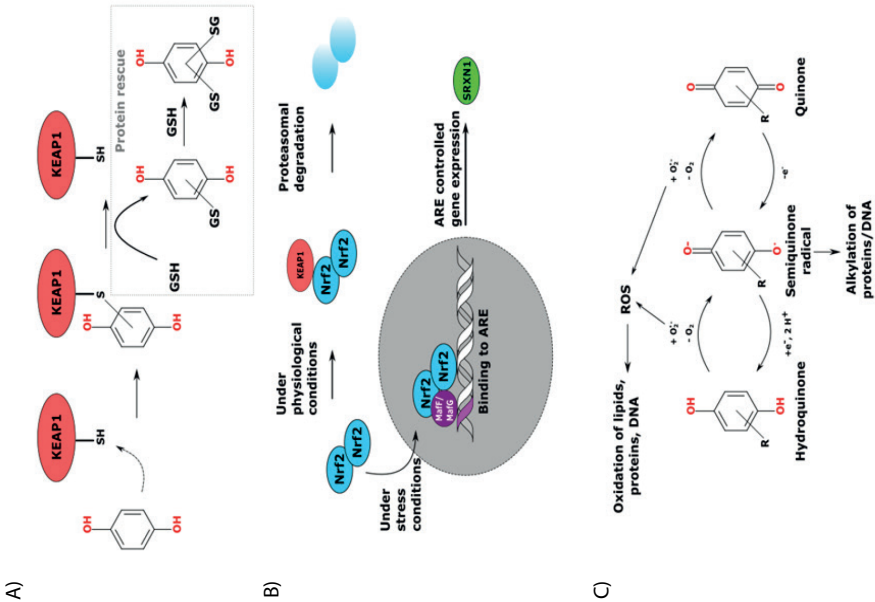 A)
OH
HO
KEAP1
SH
KEAP1
S
OH
HO
GSH
KEAP1
SH
Protein rescue
OH
GS
OH
GSH
OH
SG
GS
OH
B)
Nrf2
Nrf2
Under
physiological
conditions
KEAP1
Nrf2
Nrf2
Proteasomal
degradation
Under
stress
conditions
Nrf2
Nrf2
MafF/
MafG
Binding to ARE
ARE controlled
gene expression
SRXN1
C)
Oxidation of lipids,
proteins, DNA
ROS
+ O₂˙⁻
- O₂
+ O₂˙⁻
- O₂
OH
R
OH
Hydroquinone
+e⁻, 2 H⁺
O·
R
O·
Semiquinone
radical
-e⁻
O
R
O
Quinone
Alkylation of
proteins/DNA